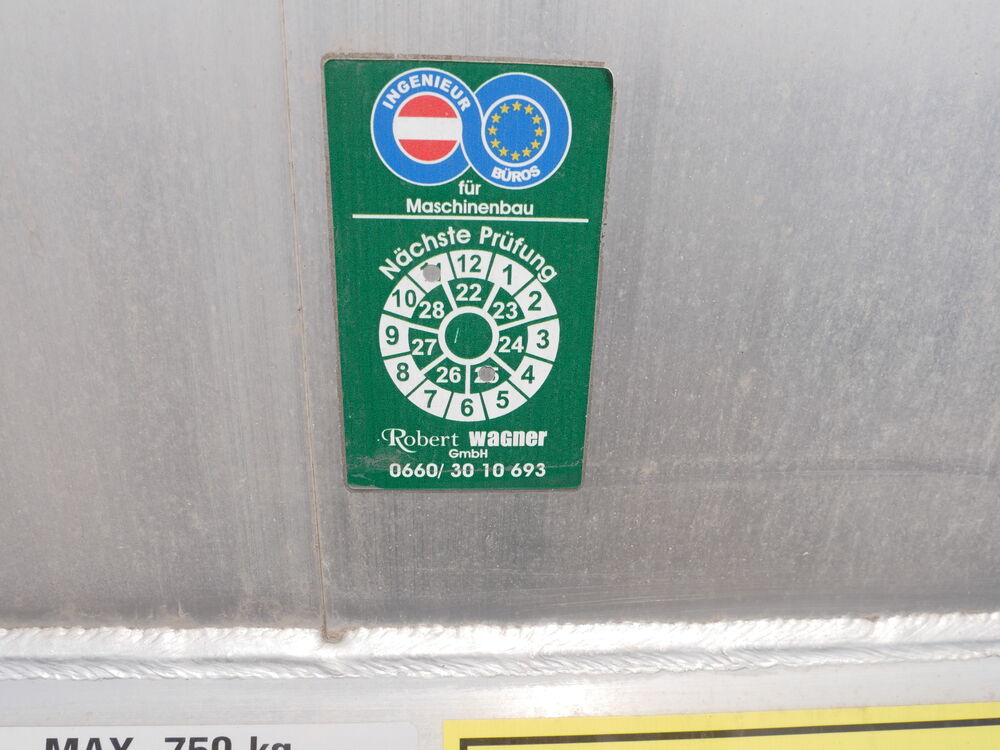 INGENIEUR
BÜROS
für
Maschinenbau
Nächste Prüfung
12
1
2
3
4
5
6
7
8
9
10
22
23
24
26
27
28
Robert wagner
GmbH
0660/ 30 10 693
MAX. 750 kg